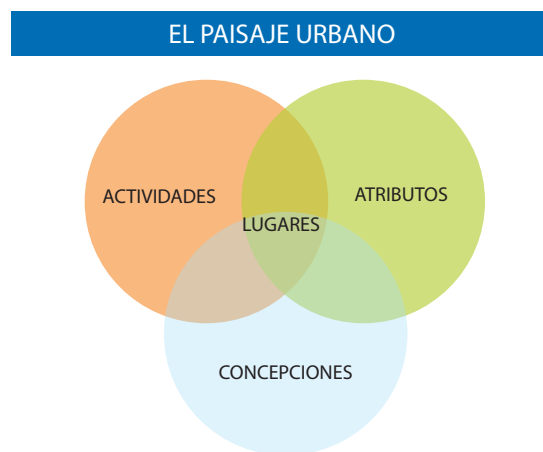 EL PAISAJE URBANO
ACTIVIDADES
ATRIBUTOS
LUGARES
CONCEPCIONES